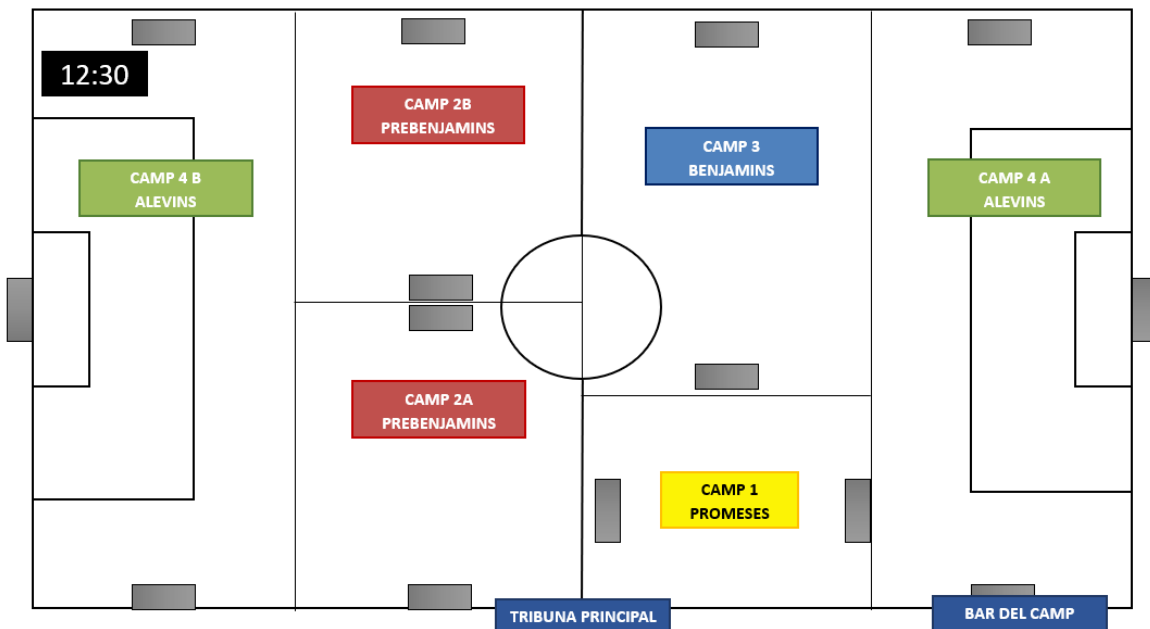 12:30
CAMP 2B
PREBENJAMINS
CAMP 3
BENJAMINS
CAMP 4 B
ALEVINS
CAMP 4 A
ALEVINS
CAMP 2A
PREBENJAMINS
CAMP 1
PROMESES
TRIBUNA PRINCIPAL
BAR DEL CAMP